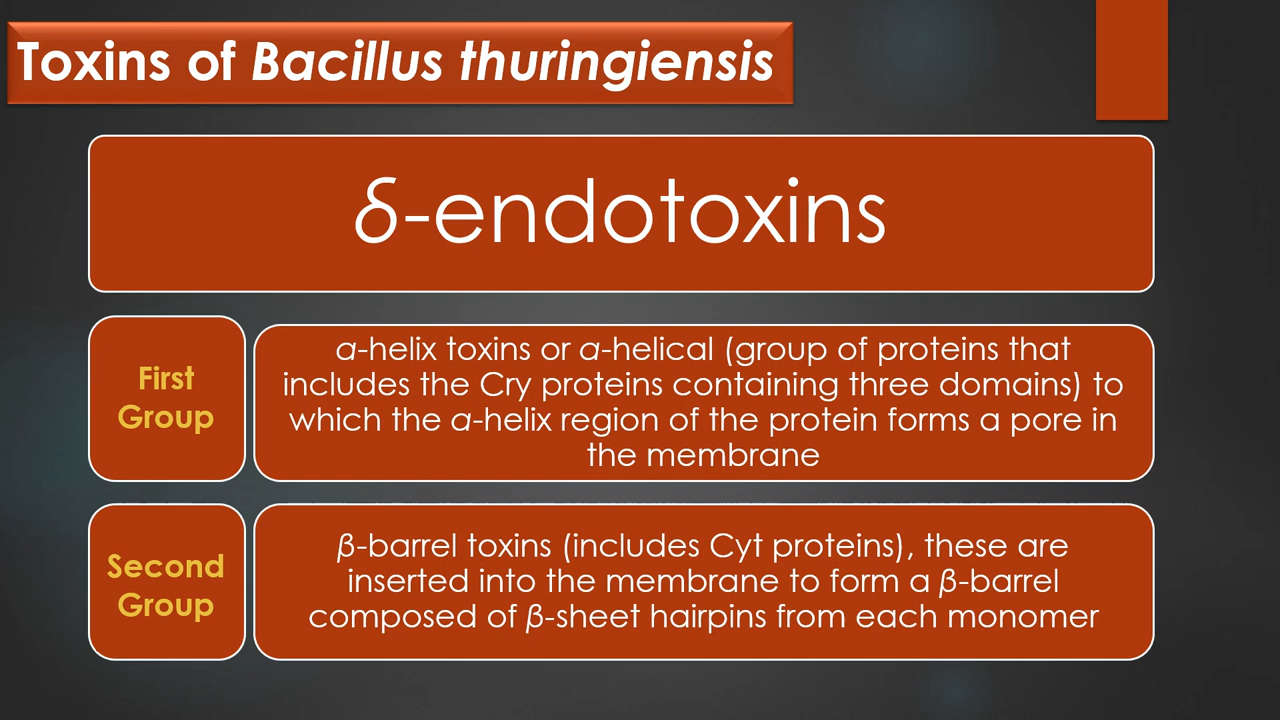 Toxins of Bacillus thuringiensis
δ-endotoxins
First
Group
α-helix toxins or α-helical (group of proteins that
includes the Cry proteins containing three domains) to
which the α-helix region of the protein forms a pore in
the membrane
Second
Group
β-barrel toxins (includes Cyt proteins), these are
inserted into the membrane to form a β-barrel
composed of β-sheet hairpins from each monomer